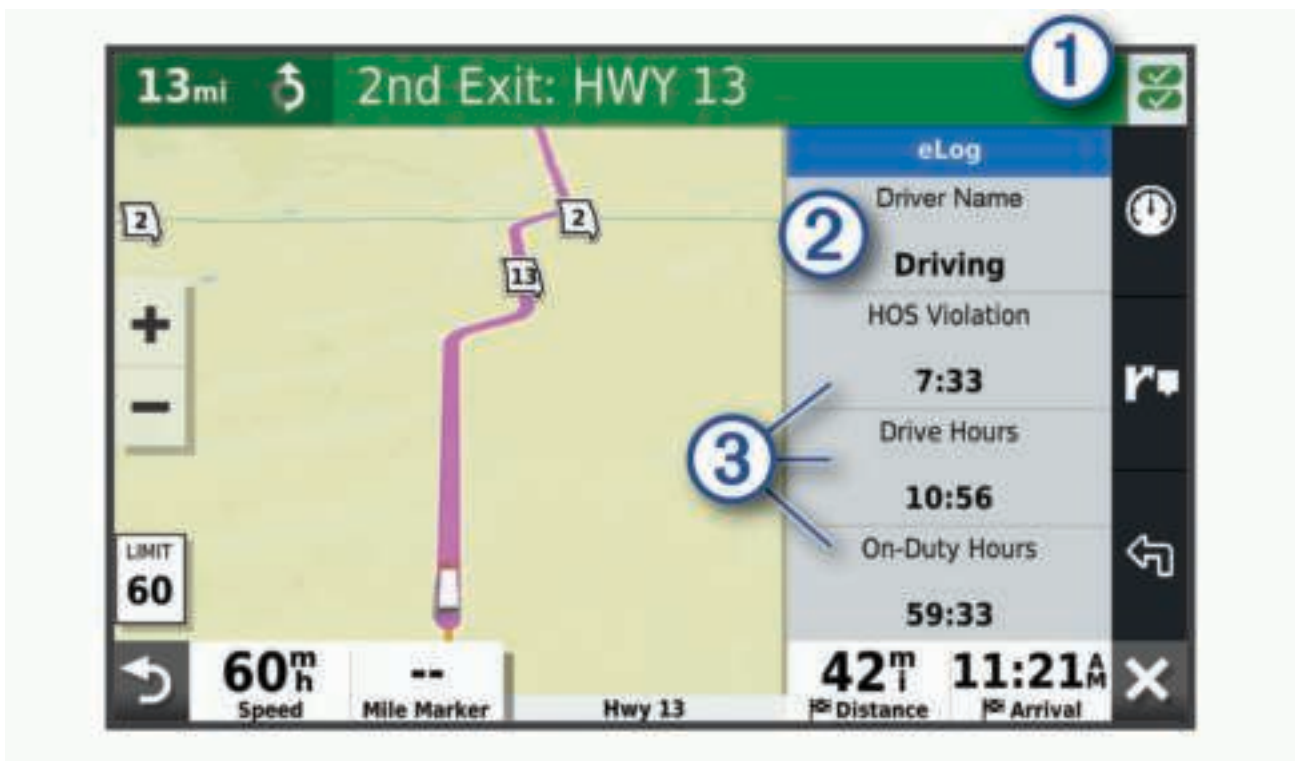 13mi 2nd Exit: HWY 13
1
eLog
Driver Name
2
Driving
HOS Violation
7:33
Drive Hours
3
10:56
On-Duty Hours
59:33
2
2
13
+
−
LIMIT
60
60mh
Speed
--
Mile Marker
Hwy 13
42mi
Distance
11:21AM
Arrival